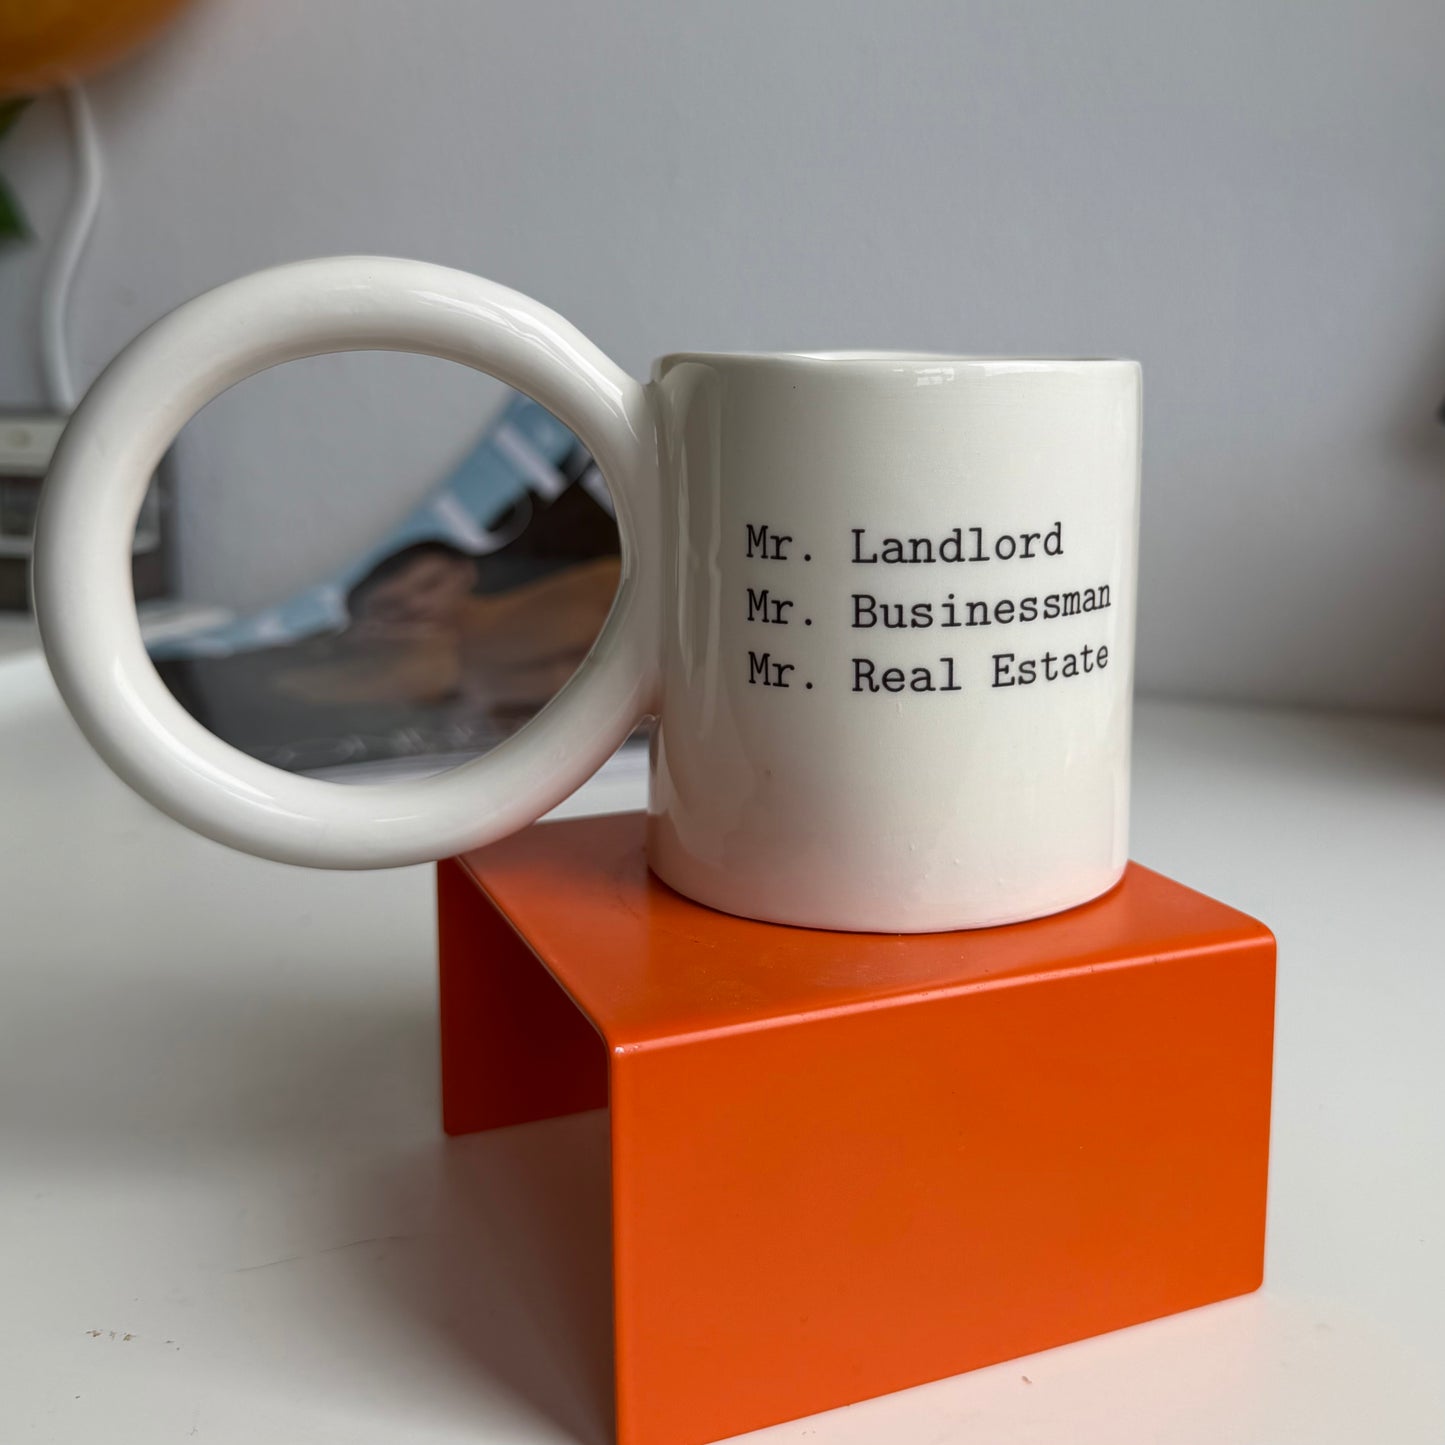 Mr. Landlord
Mr. Businessman
Mr. Real Estate